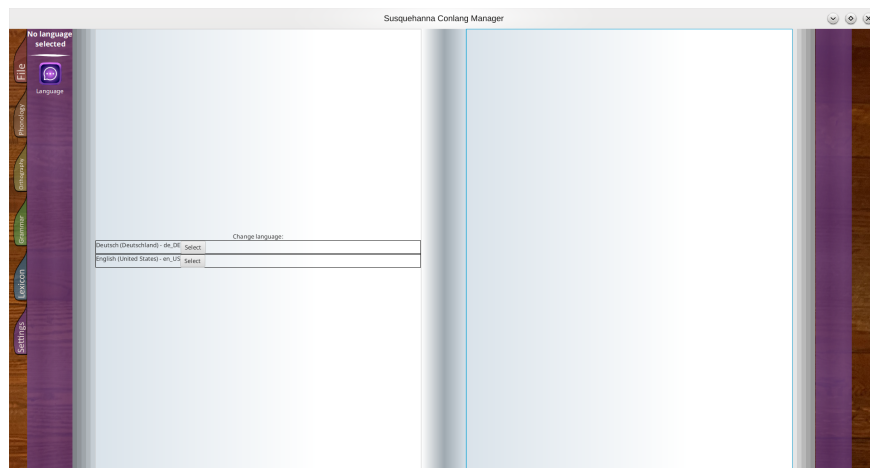 Susquehanna Conlang Manager
No language
selected
Language
File
Phonology
Orthography
Grammar
Lexicon
Settings
Change language:
Deutsch (Deutschland) - de_DE Select
English (United States) - en_US Select